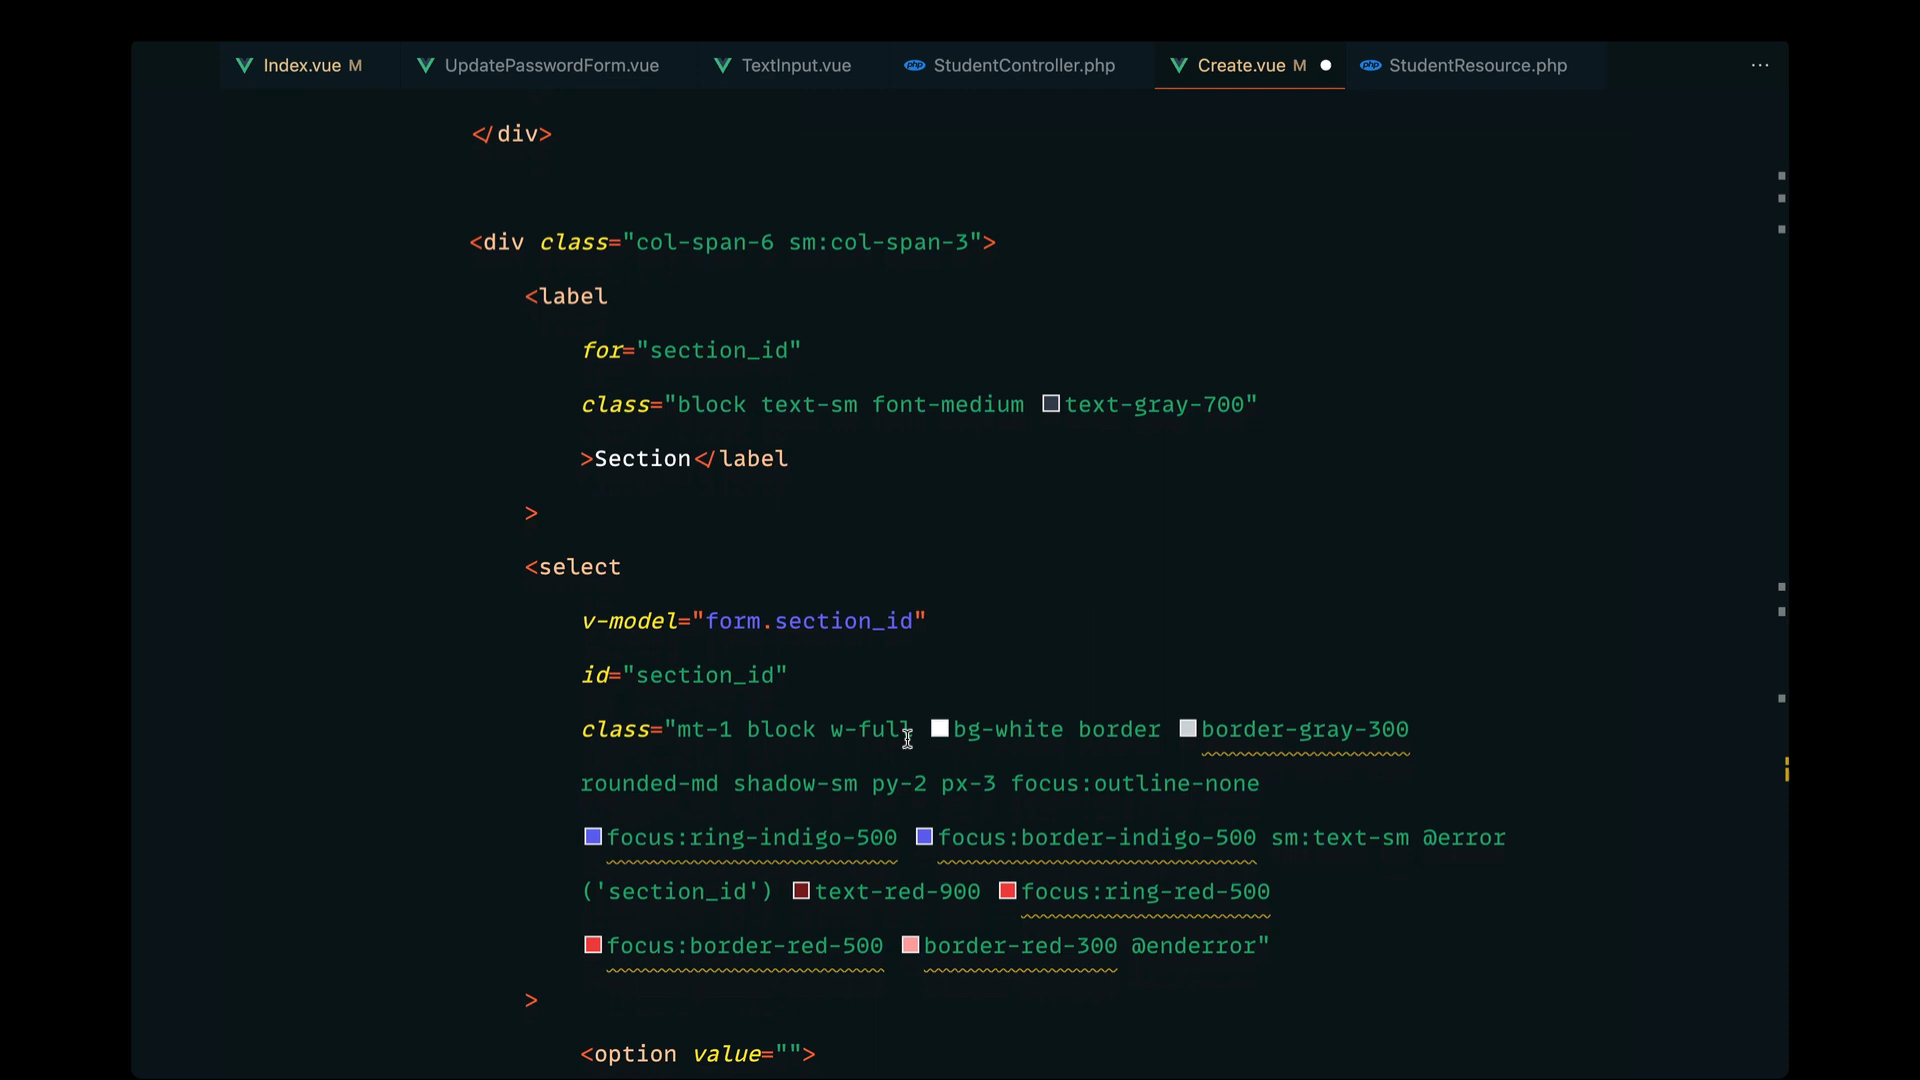 Index.vue M UpdatePasswordForm.vue TextInput.vue php StudentController.php Create.vue M php StudentResource.php ...
</div>
<div class="col-span-6 sm:col-span-3">
<label
for="section_id"
class="block text-sm font-medium text-gray-700"
>Section</label
>
<select
v-model="form.section_id"
id="section_id"
class="mt-1 block w-full bg-white border border-gray-300
rounded-md shadow-sm py-2 px-3 focus:outline-none
focus:ring-indigo-500 focus:border-indigo-500 sm:text-sm @error
('section_id') text-red-900 focus:ring-red-500
focus:border-red-500 border-red-300 @enderror"
>
<option value="">